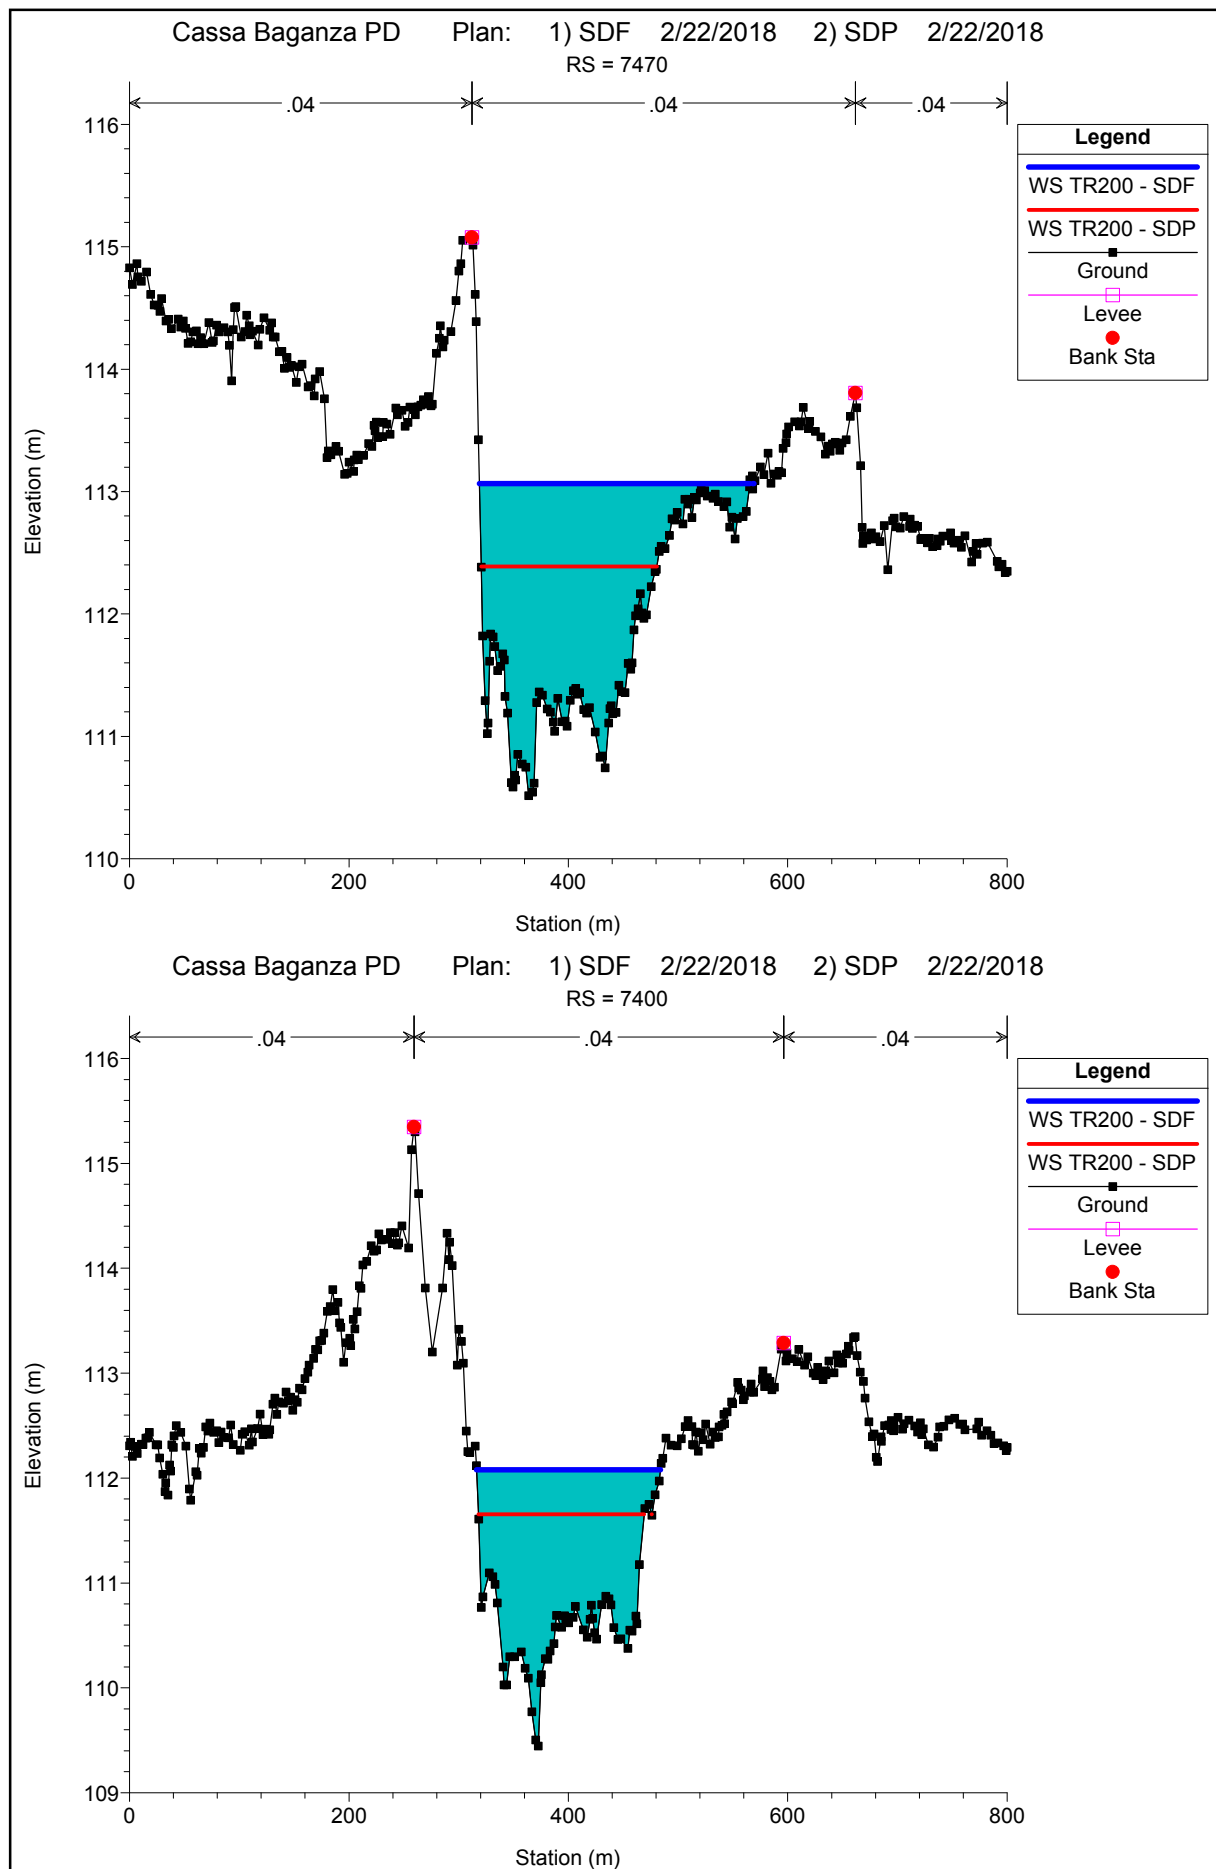 Cassa Baganza PD Plan: 1) SDF 2/22/2018 2) SDP 2/22/2018
RS = 7470
.04 .04 .04
116
115
114
113
112
111
110
Elevation (m)
0 200 400 600 800
Station (m)
Legend
WS TR200 - SDF
WS TR200 - SDP
Ground
Levee
Bank Sta
Cassa Baganza PD Plan: 1) SDF 2/22/2018 2) SDP 2/22/2018
RS = 7400
.04 .04 .04
116
115
114
113
112
111
110
109
Elevation (m)
0 200 400 600 800
Station (m)
Legend
WS TR200 - SDF
WS TR200 - SDP
Ground
Levee
Bank Sta